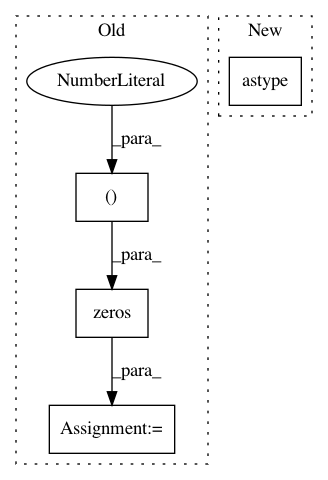 Old
New
NumberLiteral
astype
_para_
()
_para_
zeros
_para_
Assignment:=